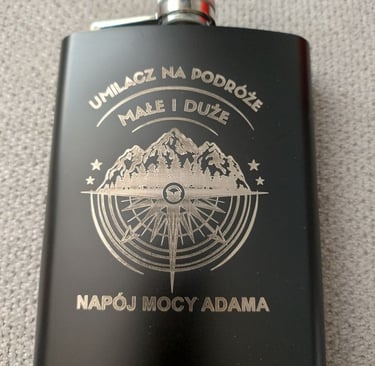 UMILACZ NA PODRÓŻE
MAŁE I DUŻE
NAPÓJ MOCY ADAMA